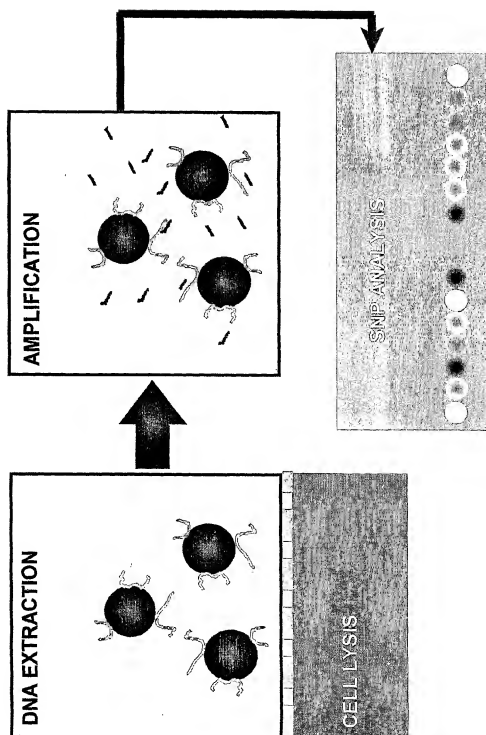 DNA EXTRACTION
CELL LYSIS
AMPLIFICATION
SNP ANALYSIS